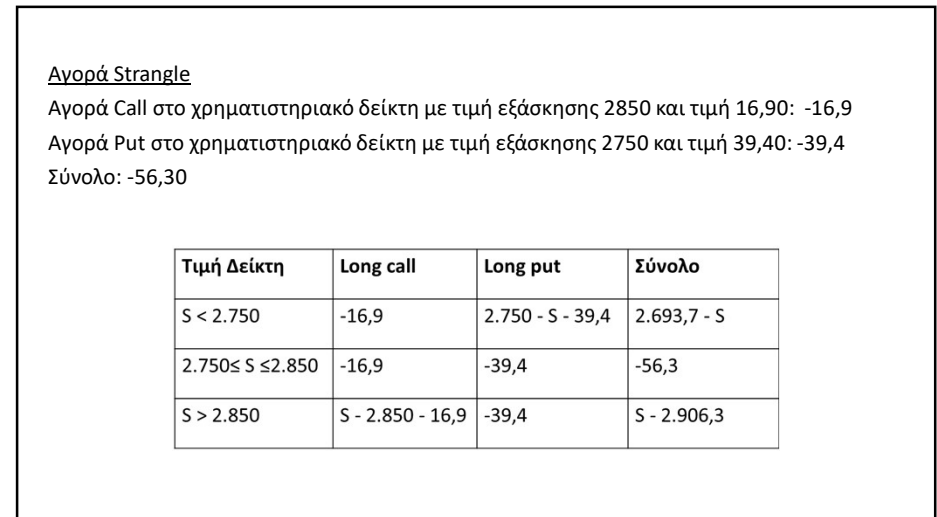 Αγορά Strangle
Αγορά Call στο χρηματιστηριακό δείκτη με τιμή εξάσκησης 2850 και τιμή 16,90: -16,9
Αγορά Put στο χρηματιστηριακό δείκτη με τιμή εξάσκησης 2750 και τιμή 39,40: -39,4
Σύνολο: -56,30
Τιμή Δείκτη Long call Long put Σύνολο
S < 2.750 -16,9 2.750 - S - 39,4 2.693,7 - S
2.750≤ S ≤2.850 -16,9 -39,4 -56,3
S > 2.850 S - 2.850 - 16,9 -39,4 S - 2.906,3